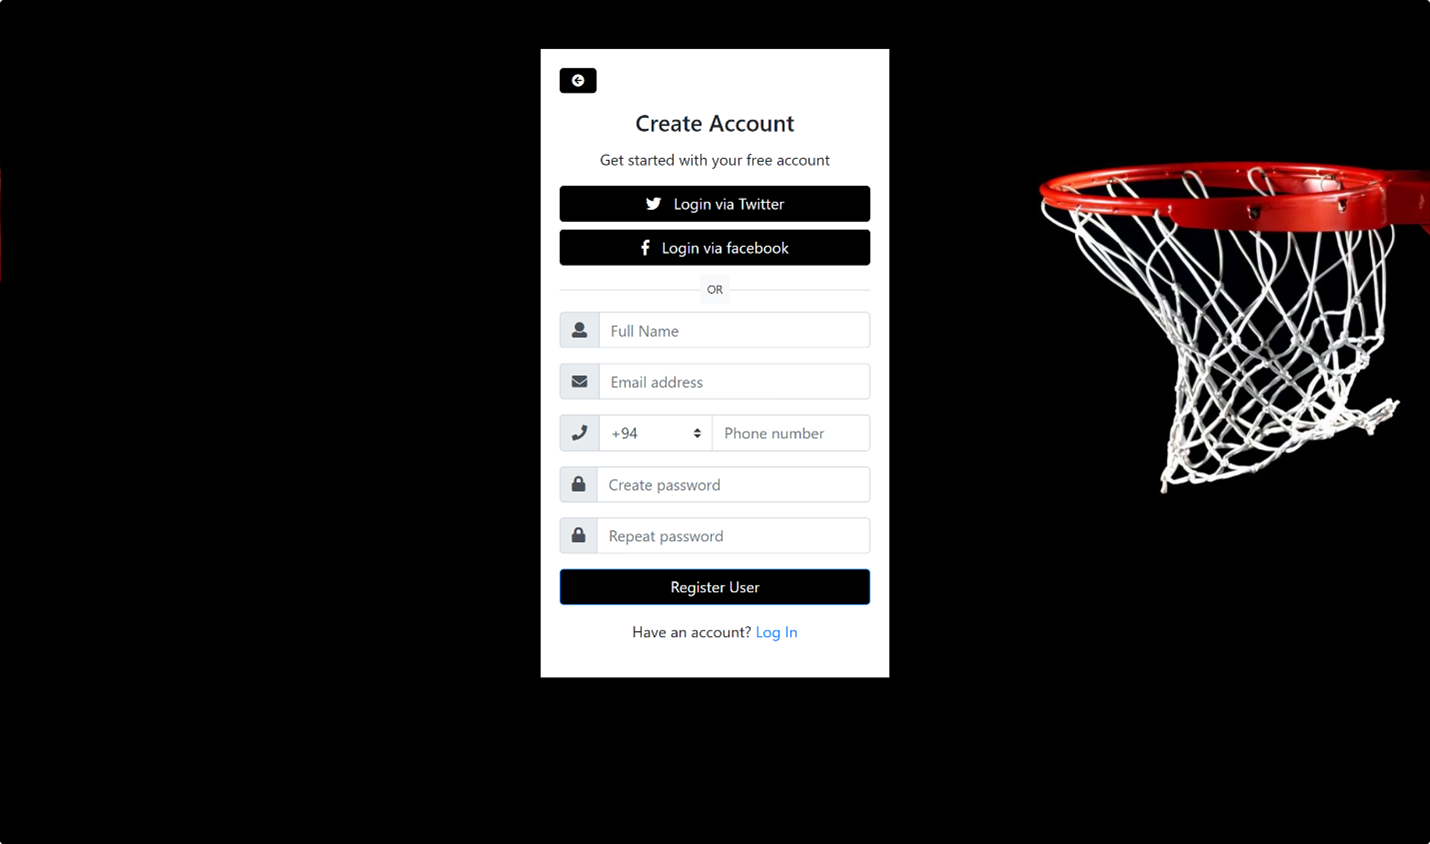 Create Account
Get started with your free account
Login via Twitter
Login via facebook
OR
Full Name
Email address
+94 Phone number
Create password
Repeat password
Register User
Have an account? Log In